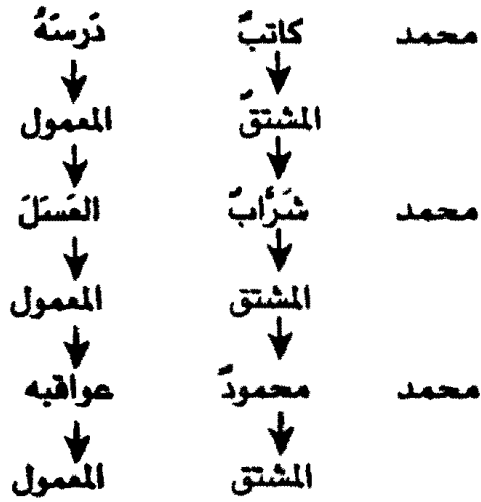 محمد كاتبٌ دَرسَهُ
المشتقٌ المعمول
محمد شَرَّابٌ العَسَلَ
المشتق المعمول
محمد محمودٌ عواقبه
المشتق المعمول